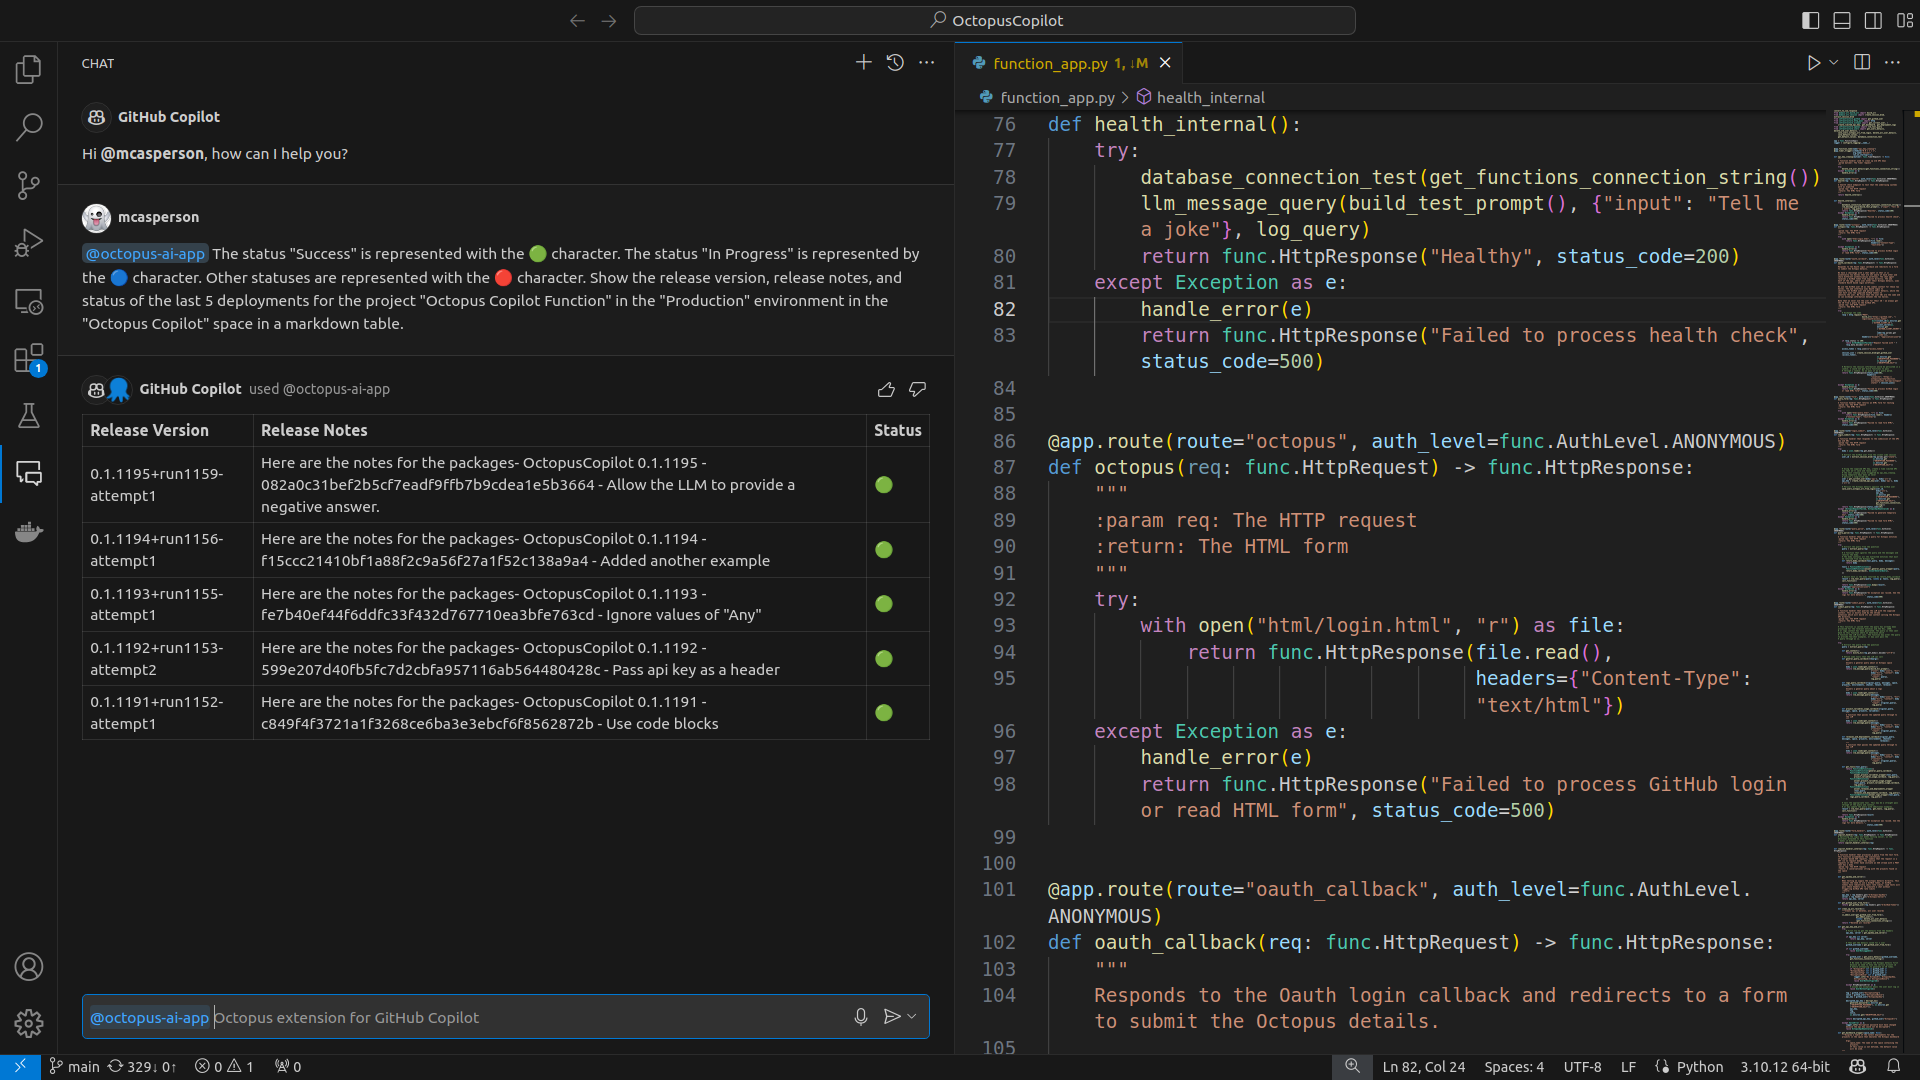 OctopusCopilot
CHAT
GitHub Copilot
Hi @mcasperson, how can I help you?
mcasperson
@octopus-ai-app The status "Success" is represented with the 🟢 character. The status "In Progress" is represented by
the 🔵 character. Other statuses are represented with the 🔴 character. Show the release version, release notes, and
status of the last 5 deployments for the project "Octopus Copilot Function" in the "Production" environment in the
"Octopus Copilot" space in a markdown table.
GitHub Copilot used @octopus-ai-app
Release Version Release Notes Status
0.1.1195+run1159-
attempt1
Here are the notes for the packages- OctopusCopilot 0.1.1195 -
082a0c31bef2b5cf7eadf9ffb7b9cdea1e5b3664 - Allow the LLM to provide a
negative answer.
🟢
0.1.1194+run1156-
attempt1
Here are the notes for the packages- OctopusCopilot 0.1.1194 -
f15ccc21410bf1a88f2c9a56f27a1f52c138a9a4 - Added another example
🟢
0.1.1193+run1155-
attempt1
Here are the notes for the packages- OctopusCopilot 0.1.1193 -
fe7b40ef44f6ddfc33f432d767710ea3bfe763cd - Ignore values of "Any"
🟢
0.1.1192+run1153-
attempt2
Here are the notes for the packages- OctopusCopilot 0.1.1192 -
599e207d40fb5fc7d2cbfa957116ab564480428c - Pass api key as a header
🟢
0.1.1191+run1152-
attempt1
Here are the notes for the packages- OctopusCopilot 0.1.1191 -
c849f4f3721a1f3268ce6ba3e3ebcf6f8562872b - Use code blocks
🟢
1
@octopus-ai-app Octopus extension for GitHub Copilot
function_app.py 1, ↓M
function_app.py > health_internal
76 def health_internal():
77 try:
78 database_connection_test(get_functions_connection_string())
79 llm_message_query(build_test_prompt(), {"input": "Tell me
a joke"}, log_query)
80 return func.HttpResponse("Healthy", status_code=200)
81 except Exception as e:
82 handle_error(e)
83 return func.HttpResponse("Failed to process health check",
status_code=500)
84
85
86 @app.route(route="octopus", auth_level=func.AuthLevel.ANONYMOUS)
87 def octopus(req: func.HttpRequest) -> func.HttpResponse:
88 """
89 :param req: The HTTP request
90 :return: The HTML form
91 """
92 try:
93 with open("html/login.html", "r") as file:
94 return func.HttpResponse(file.read(),
95 headers={"Content-Type":
"text/html"})
96 except Exception as e:
97 handle_error(e)
98 return func.HttpResponse("Failed to process GitHub login
or read HTML form", status_code=500)
99
100
101 @app.route(route="oauth_callback", auth_level=func.AuthLevel.
ANONYMOUS)
102 def oauth_callback(req: func.HttpRequest) -> func.HttpResponse:
103 """
104 Responds to the Oauth login callback and redirects to a form
to submit the Octopus details.
105
main 329↓ 0↑ 0 1 0
Ln 82, Col 24 Spaces: 4 UTF-8 LF Python 3.10.12 64-bit